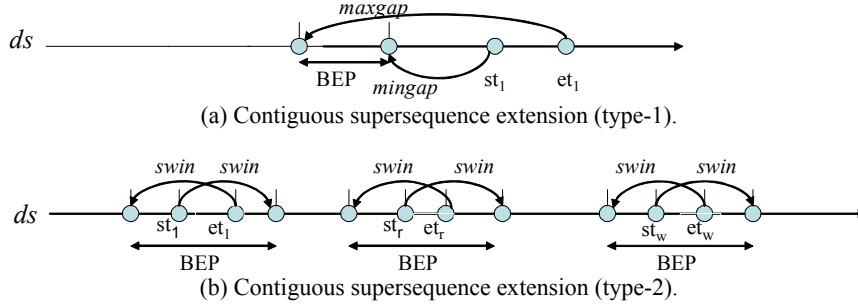 maxgap
ds
BEP
mingap
st1
et1
(a) Contiguous supersequence extension (type-1).
swin swin swin swin swin swin
ds
st1 et1 str etr stw etw
BEP BEP BEP
(b) Contiguous supersequence extension (type-2).